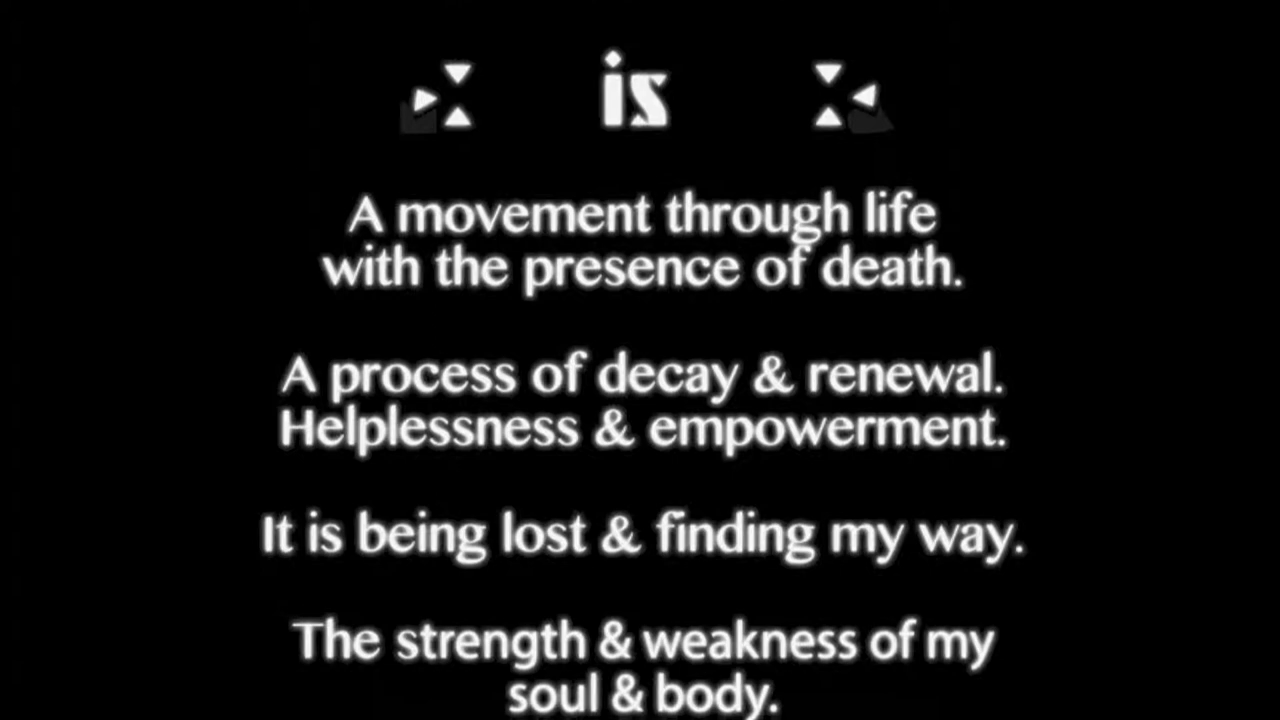 is
A movement through life
with the presence of death.
A process of decay & renewal.
Helplessness & empowerment.
It is being lost & finding my way.
The strength & weakness of my
soul & body.